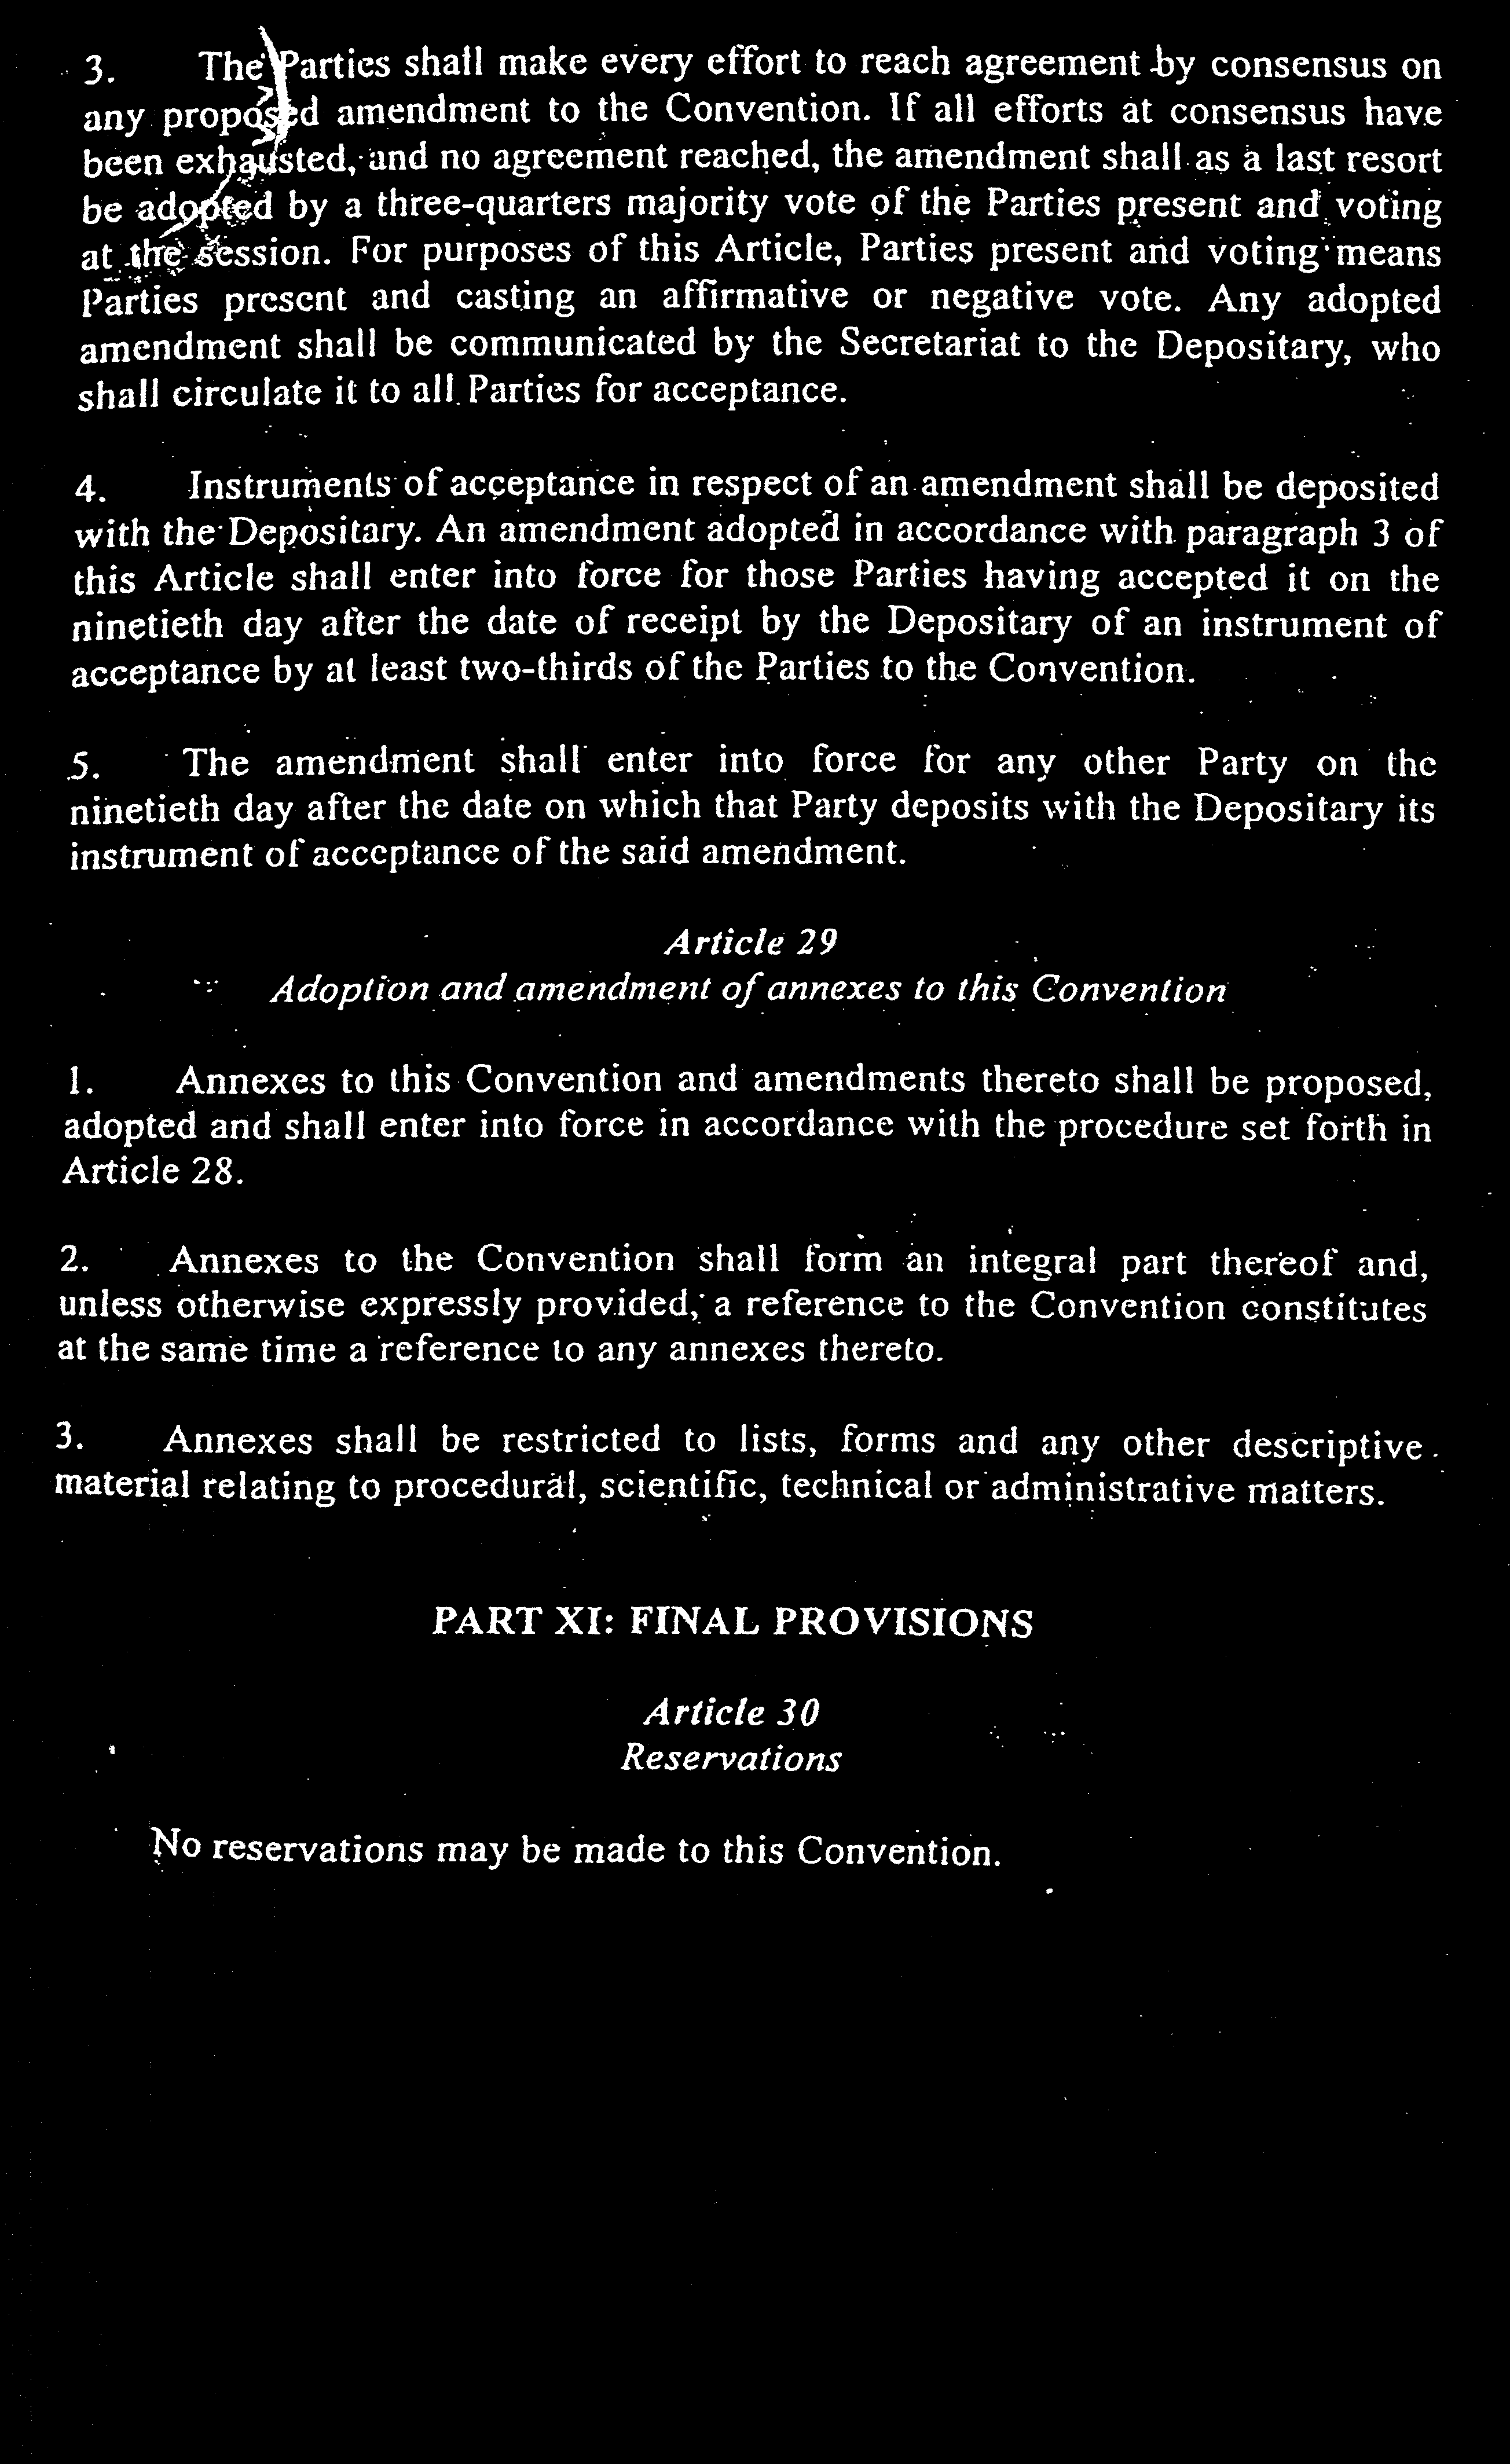 3. The Parties shall make every effort to reach agreement by consensus on
any proposed amendment to the Convention. If all efforts at consensus have
been exhausted, and no agreement reached, the amendment shall as a last resort
be adopted by a three-quarters majority vote of the Parties present and voting
at the session. For purposes of this Article, Parties present and voting means
Parties present and casting an affirmative or negative vote. Any adopted
amendment shall be communicated by the Secretariat to the Depositary, who
shall circulate it to all Parties for acceptance.
4. Instruments of acceptance in respect of an amendment shall be deposited
with the Depositary. An amendment adopted in accordance with paragraph 3 of
this Article shall enter into force for those Parties having accepted it on the
ninetieth day after the date of receipt by the Depositary of an instrument of
acceptance by at least two-thirds of the Parties to the Convention.
5. The amendment shall enter into force for any other Party on the
ninetieth day after the date on which that Party deposits with the Depositary its
instrument of acceptance of the said amendment.
Article 29
Adoption and amendment of annexes to this Convention
1. Annexes to this Convention and amendments thereto shall be proposed,
adopted and shall enter into force in accordance with the procedure set forth in
Article 28.
2. Annexes to the Convention shall form an integral part thereof and,
unless otherwise expressly provided, a reference to the Convention constitutes
at the same time a reference to any annexes thereto.
3. Annexes shall be restricted to lists, forms and any other descriptive
material relating to procedural, scientific, technical or administrative matters.
PART XI: FINAL PROVISIONS
Article 30
Reservations
No reservations may be made to this Convention.